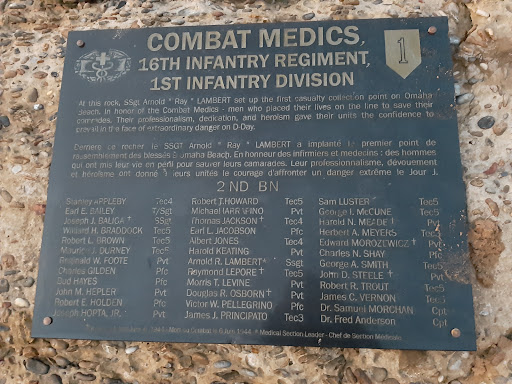 COMBAT MEDICS,
16TH INFANTRY REGIMENT,
1ST INFANTRY DIVISION
1
At this rock, SSgt Arnold " Ray " LAMBERT set up the first casualty collection point on Omaha
Beach. In honor of the Combat Medics - men who placed their lives on the line to save their
comrades. Their professionalism, dedication, and heroism gave their units the confidence to
prevail in the face of extraordinary danger on D-Day.
Derrière ce rocher le SSGT Arnold " Ray " LAMBERT a implanté le premier point de
rassemblement des blessés à Omaha Beach. En honneur des infirmiers et médecins : des hommes
qui ont mis leur vie en péril pour sauver leurs camarades. Leur professionnalisme, dévouement
et héroïsme ont donné à leurs unités le courage d'affronter un danger extrême le Jour J.
2 ND BN
Stanley APPLEBY Tec4 Robert T.HOWARD Tec5 Sam LUSTER Tec5
Earl E. BAILEY T/Sgt Michael IARRAFINO Pvt George I. McCUNE Tec5
Joseph J. BALIGA † SSgt Thomas JACKSON Tec4 Harold N. MEADE † Pvt
Willard H. BRADDOCK Tec5 Earl L. JACOBSON Pfc Herbert A. MEYERS Tec5
Robert L. BROWN Tec5 Albert JONES Tec4 Edward MOROZEWICZ † Pvt
Maurice J. DURNEY Tec5 Harold KEATING Pvt Charles N. SHAY Pfc
Reginald W. FOOTE Pvt Arnold R. LAMBERT* SSgt George A. SMITH Tec5
Charles GILDEN Pfc Raymond LEPORE † Tec5 John D. STEELE † Pvt
Bud HAYES Pfc Morris T. LEVINE Pvt Robert R. TROUT Tec5
John M. HEPLER Pvt Douglas R. OSBORN † Pvt James C. VERNON Tec5
Robert E. HOLDEN Pfc Victor W. PELLEGRINO Pfc Dr. Samuel MORCHAN Cpt
Joseph HOPTA, JR. Pvt James J. PRINCIPATO Tec3 Dr. Fred Anderson Cpt
6 Juin 1944 * Medical Section Leader - Chef de Section Médicale